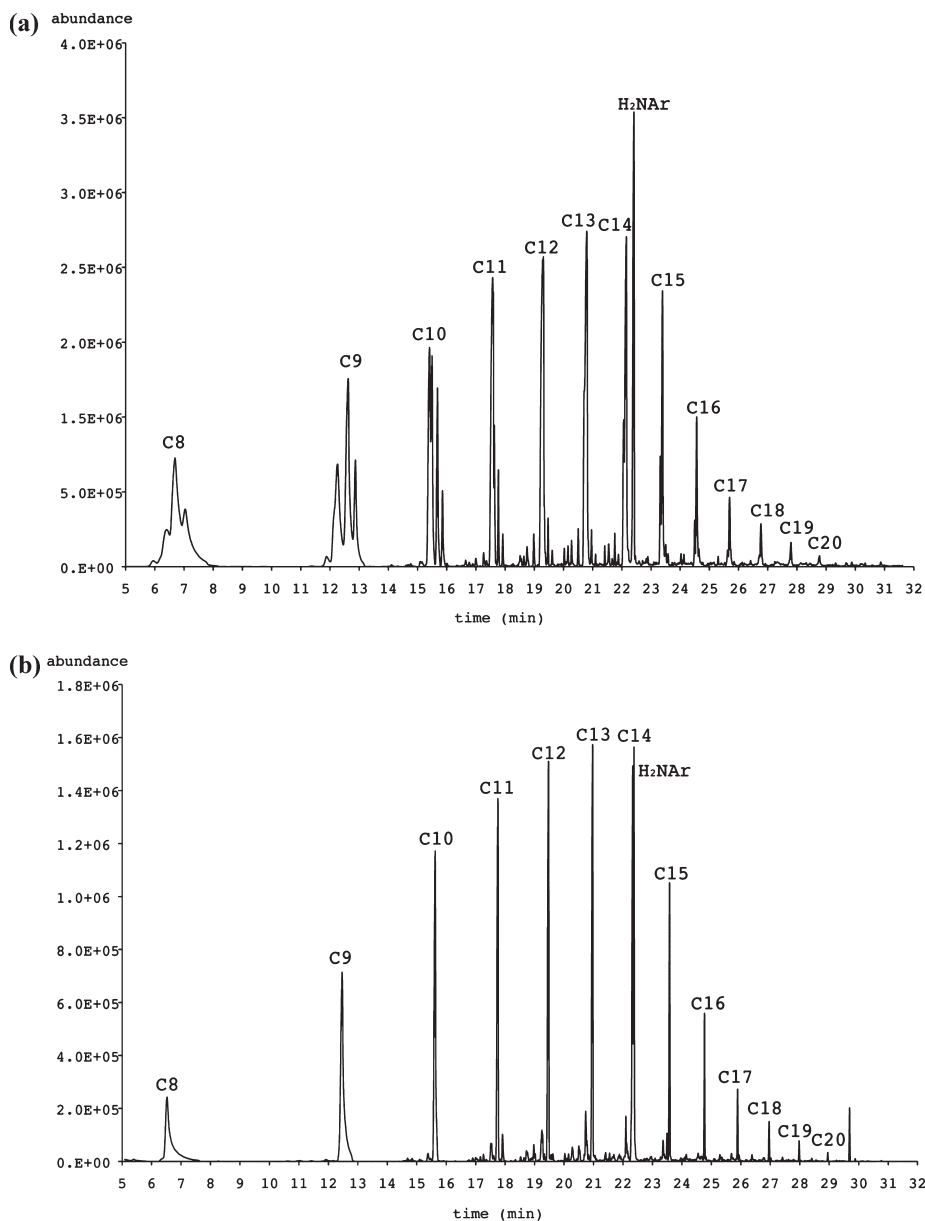 (a) abundance
4.0E+06
H₂NAr
3.5E+06
3.0E+06
C13 C14
C12
2.5E+06
C11
C15
2.0E+06
C10
C9
1.5E+06
C16
C8
5.0E+05
C17
C18
C19
C20
0.E+00
5 6 7 8 9 10 11 12 13 14 15 16 17 18 19 20 21 22 23 24 25 26 27 28 29 30 31 32
time (min)
(b) abundance
1.8E+06
1.6E+06
C13 C14
C12
H₂NAr
1.4E+06
C11
1.2+06
C10
1.0+06
C15
8.0E+05
C9
6.0E+05
C16
4.0E+05
C17
C8
2.0E+05
C18
C19
C20
0.E+00
5 6 7 8 9 10 11 12 13 14 15 16 17 18 19 20 21 22 23 24 25 26 27 28 29 30 31 32
time (min)